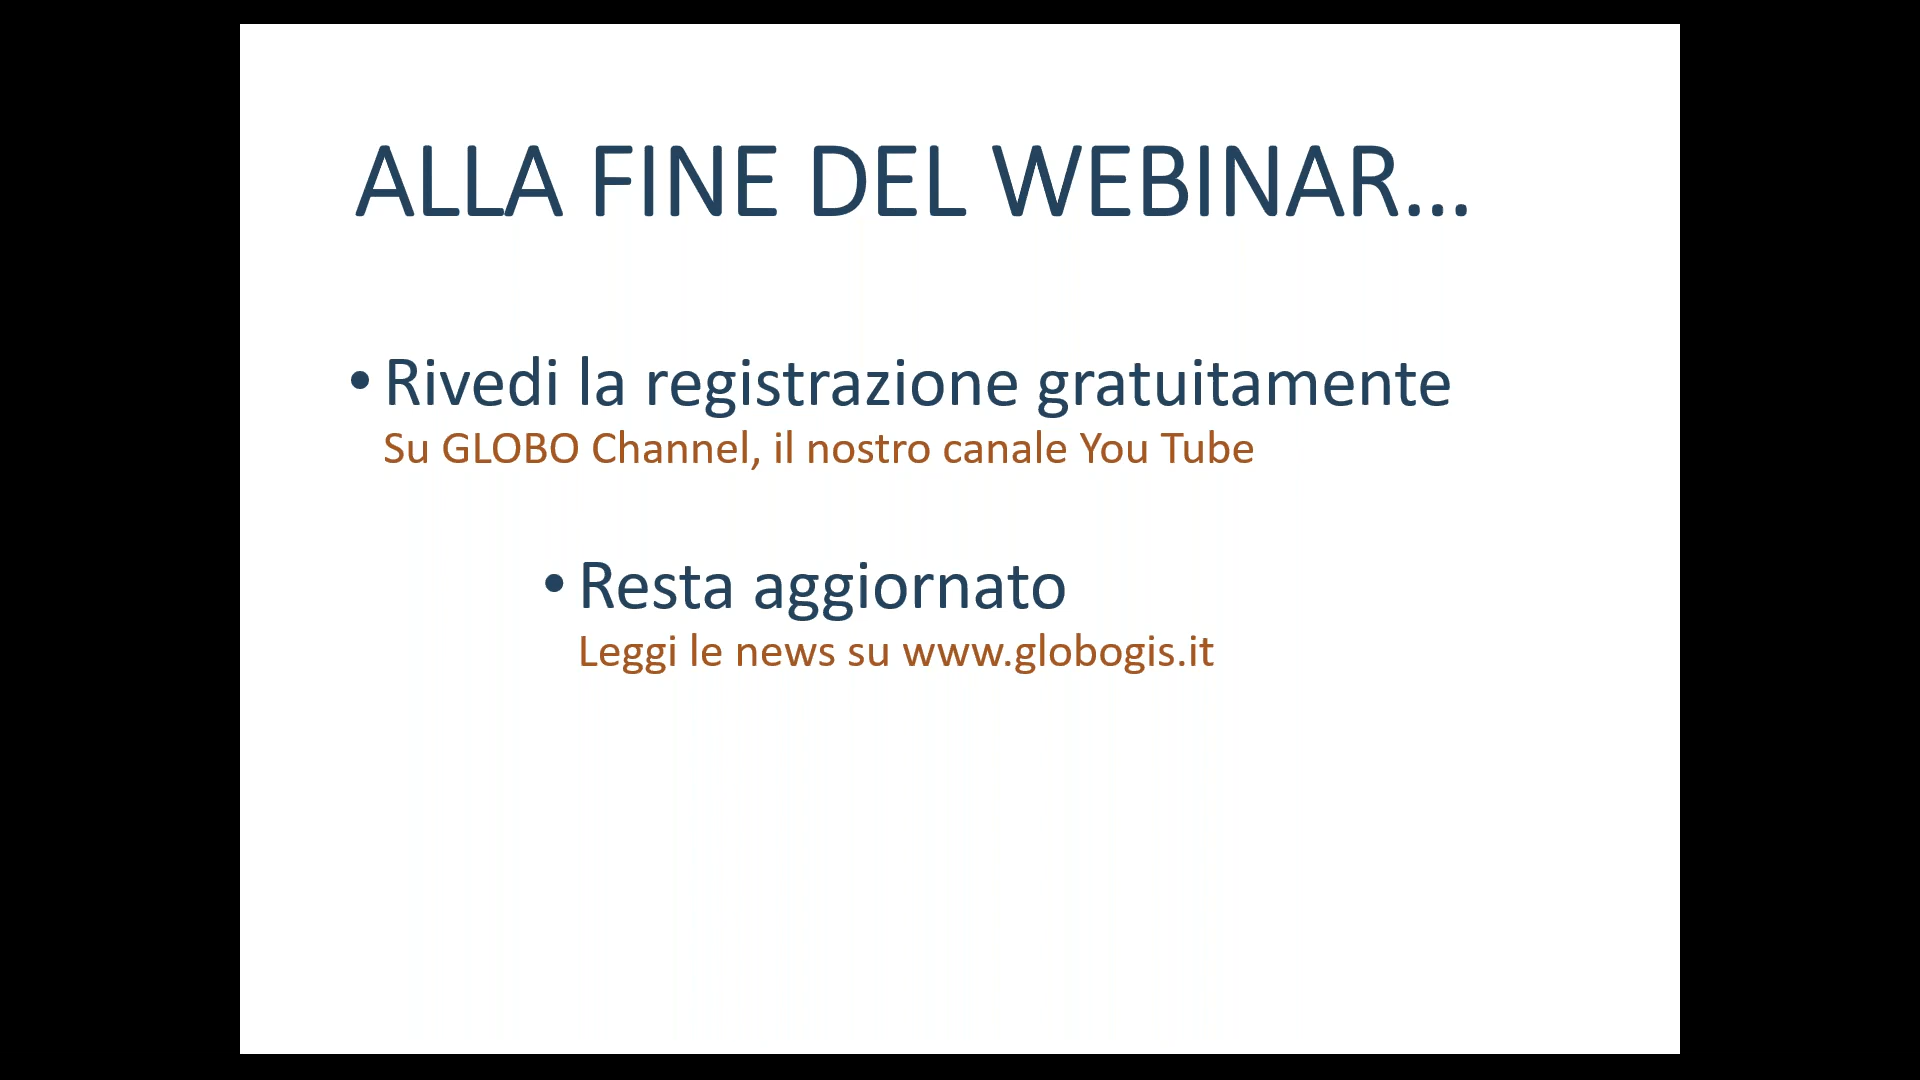 ALLA FINE DEL WEBINAR...
• Rivedi la registrazione gratuitamente
Su GLOBO Channel, il nostro canale You Tube
• Resta aggiornato
Leggi le news su www.globogis.it